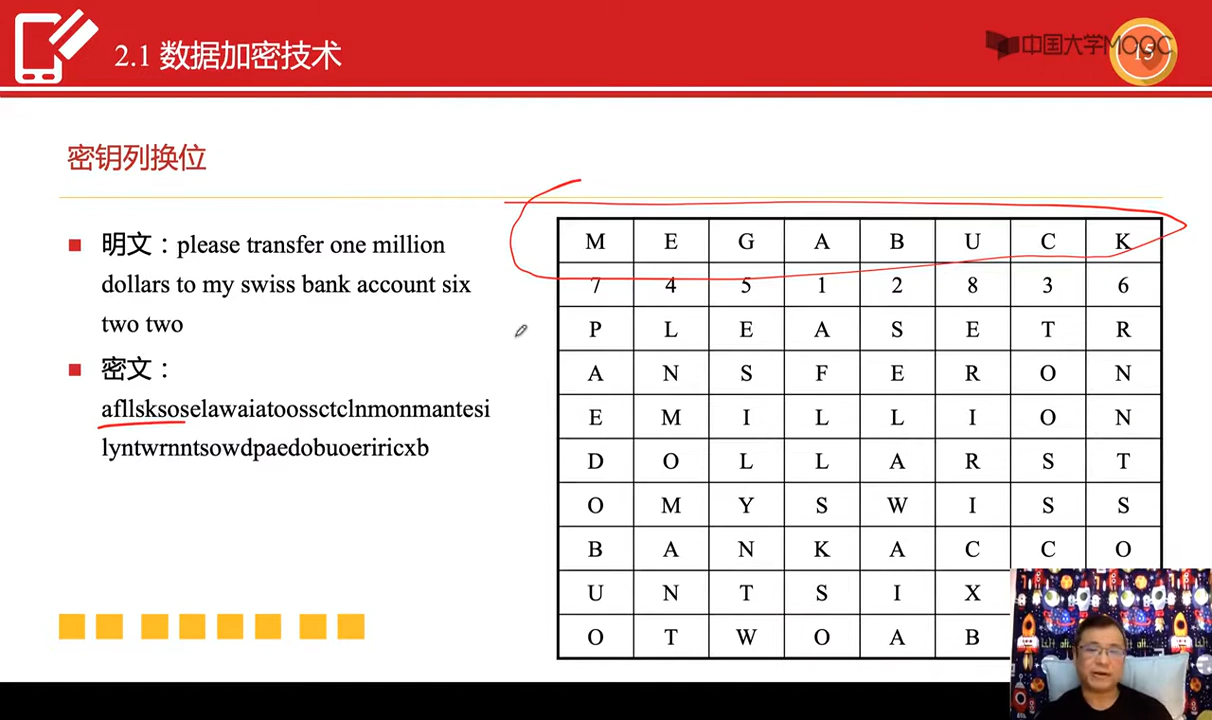 2.1 数据加密技术
中国大学MOOC
15
密钥列换位
明文：please transfer one million
dollars to my swiss bank account six
two two
密文：
afllsksoselawaiatoossctclnmonmantesi
lyntwrnntsowdpaedobuoeriricxb
M E G A B U C K
7 4 5 1 2 8 3 6
P L E A S E T R
A N S F E R O N
E M I L L I O N
D O L L A R S T
O M Y S W I S S
B A N K A C C O
U N T S I X
O T W O A B